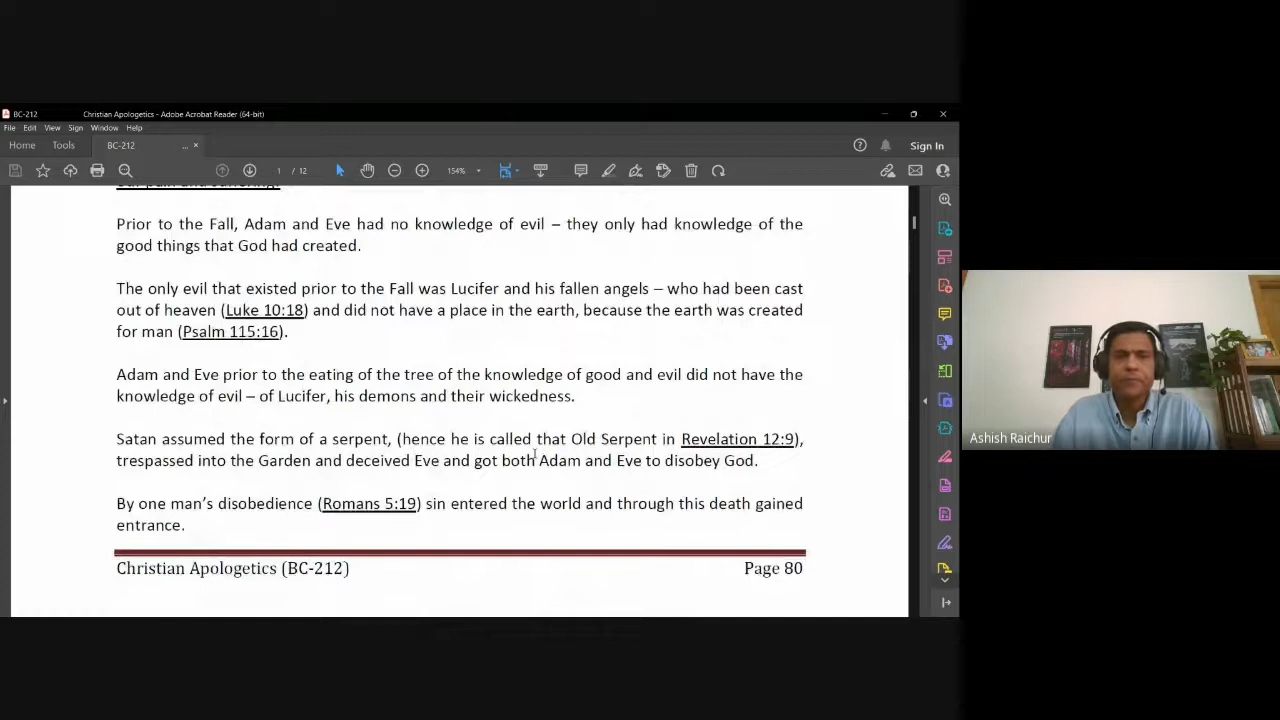 BC-212 Christian Apologetics - Adobe Acrobat Reader (64-bit)
File Edit View Sign Window Help
Home Tools BC-212 ... × Sign In
1 / 12 154%
Prior to the Fall, Adam and Eve had no knowledge of evil – they only had knowledge of the
good things that God had created.
The only evil that existed prior to the Fall was Lucifer and his fallen angels – who had been cast
out of heaven (Luke 10:18) and did not have a place in the earth, because the earth was created
for man (Psalm 115:16).
Adam and Eve prior to the eating of the tree of the knowledge of good and evil did not have the
knowledge of evil – of Lucifer, his demons and their wickedness.
Satan assumed the form of a serpent, (hence he is called that Old Serpent in Revelation 12:9),
trespassed into the Garden and deceived Eve and got both Adam and Eve to disobey God.
By one man’s disobedience (Romans 5:19) sin entered the world and through this death gained
entrance.
Christian Apologetics (BC-212) Page 80
Ashish Raichur